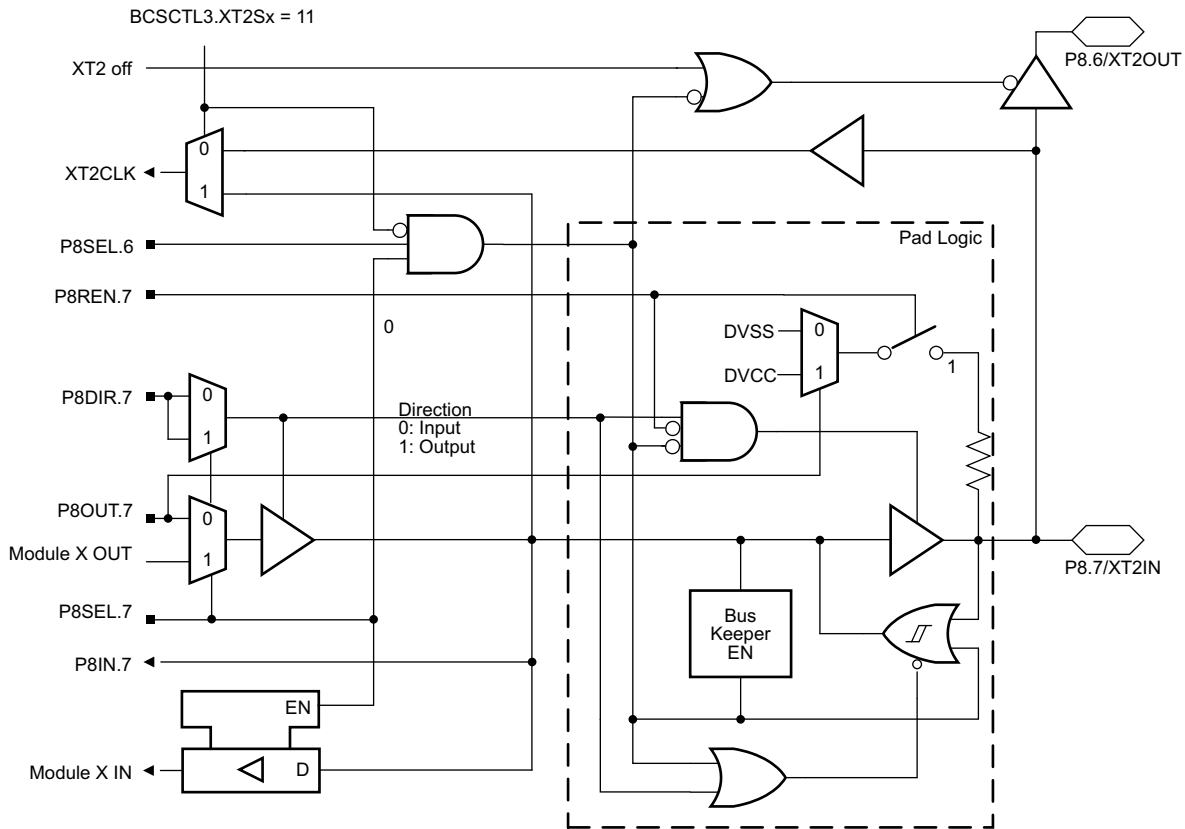 BCSCTL3.XT2Sx = 11
XT2 off
P8.6/XT2OUT
0
XT2CLK
1
P8SEL.6
Pad Logic
P8REN.7
0
DVSS
0
DVCC
1
1
P8DIR.7
0
1
Direction
0: Input
1: Output
P8OUT.7
0
Module X OUT
1
P8.7/XT2IN
P8SEL.7
Bus
Keeper
EN
P8IN.7
EN
Module X IN
D